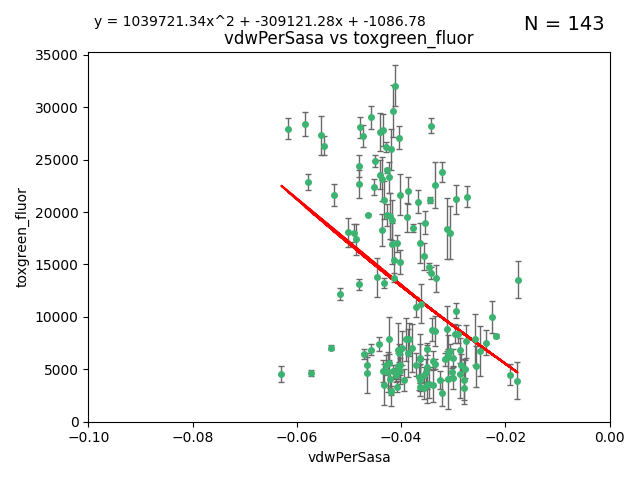 y = 1039721.34x^2 + -309121.28x + -1086.78
N = 143
vdwPerSasa vs toxgreen_fluor
35000
30000
25000
20000
15000
10000
5000
0
toxgreen_fluor
−0.10 −0.08 −0.06 −0.04 −0.02 0.00
vdwPerSasa